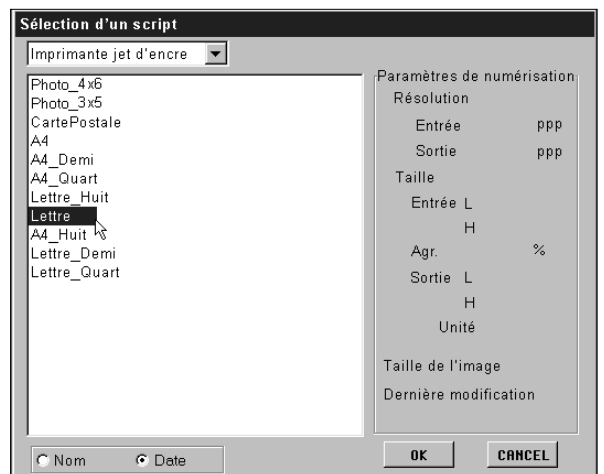 Sélection d'un script
Imprimante jet d'encre
Photo_4x6
Photo_3x5
CartePostale
A4
A4_Demi
A4_Quart
Lettre_Huit
Lettre
A4_Huit
Lettre_Demi
Lettre_Quart
Nom Date
Paramètres de numérisation
Résolution
Entrée ppp
Sortie ppp
Taille
Entrée L
H
Agr. %
Sortie L
H
Unité
Taille de l'image
Dernière modification
OK CANCEL